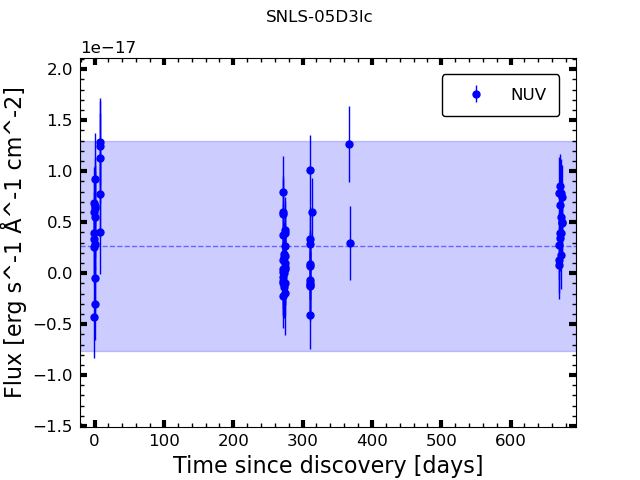 SNLS-05D3lc
1e−17
2.0
1.5
1.0
0.5
0.0
−0.5
−1.0
−1.5
0 100 200 300 400 500 600
NUV
Time since discovery [days]
Flux [erg s^-1 Å^-1 cm^-2]